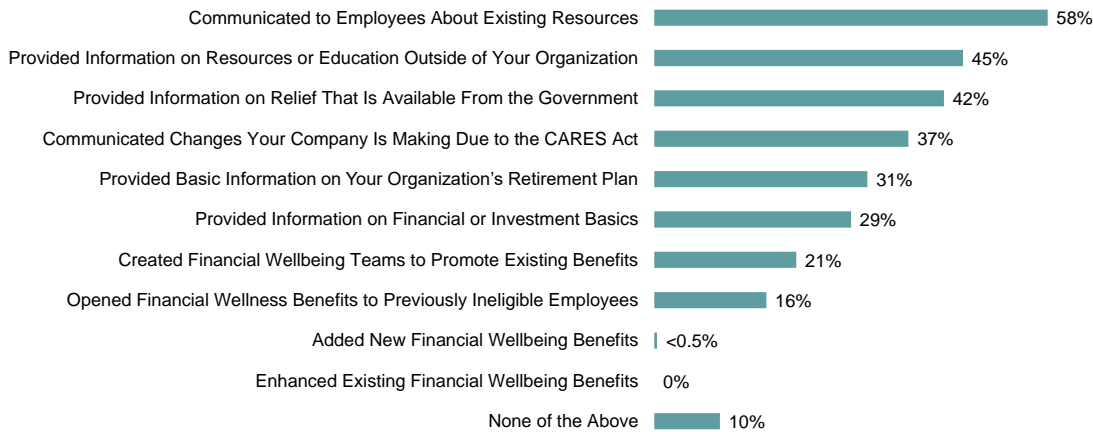 Communicated to Employees About Existing Resources 58%
Provided Information on Resources or Education Outside of Your Organization 45%
Provided Information on Relief That Is Available From the Government 42%
Communicated Changes Your Company Is Making Due to the CARES Act 37%
Provided Basic Information on Your Organization’s Retirement Plan 31%
Provided Information on Financial or Investment Basics 29%
Created Financial Wellbeing Teams to Promote Existing Benefits 21%
Opened Financial Wellness Benefits to Previously Ineligible Employees 16%
Added New Financial Wellbeing Benefits <0.5%
Enhanced Existing Financial Wellbeing Benefits 0%
None of the Above 10%